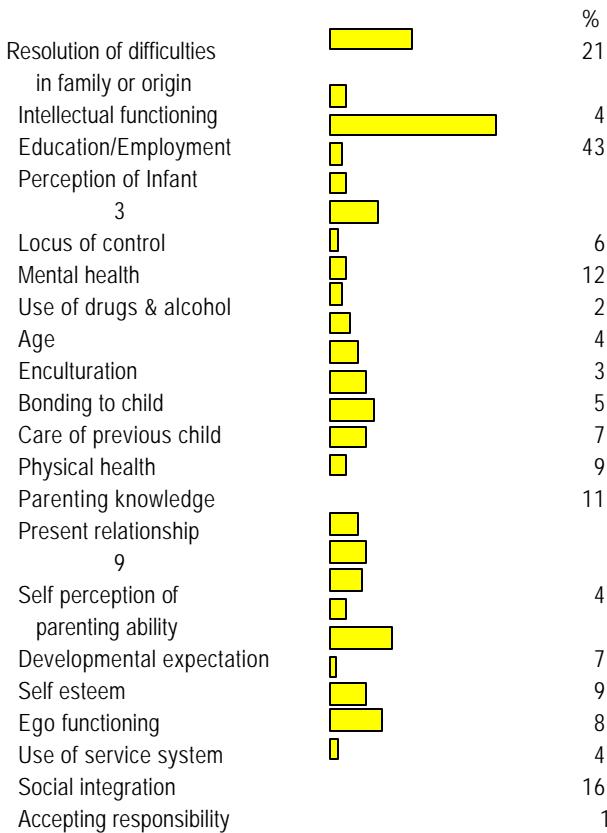 %
Resolution of difficulties 21
in family or origin
Intellectual functioning 4
Education/Employment 43
Perception of Infant
3
Locus of control 6
Mental health 12
Use of drugs & alcohol 2
Age 4
Enculturation 3
Bonding to child 5
Care of previous child 7
Physical health 9
Parenting knowledge 11
Present relationship
9
Self perception of 4
parenting ability
Developmental expectation 7
Self esteem 9
Ego functioning 8
Use of service system 4
Social integration 16
Accepting responsibility 1